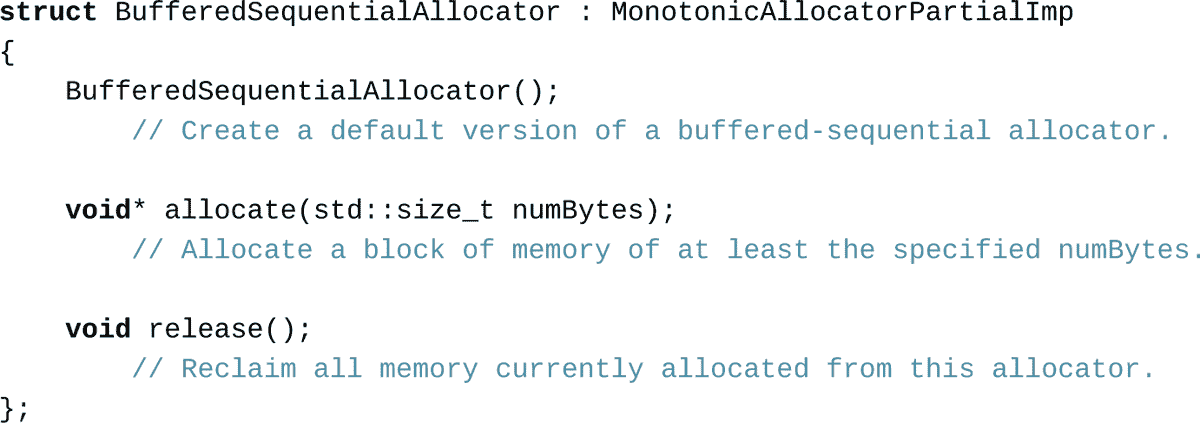 struct BufferedSequentialAllocator : MonotonicAllocatorPartialImp
{
    BufferedSequentialAllocator();
        // Create a default version of a buffered-sequential allocator.

    void* allocate(std::size_t numBytes);
        // Allocate a block of memory of at least the specified numBytes.

    void release();
        // Reclaim all memory currently allocated from this allocator.
};